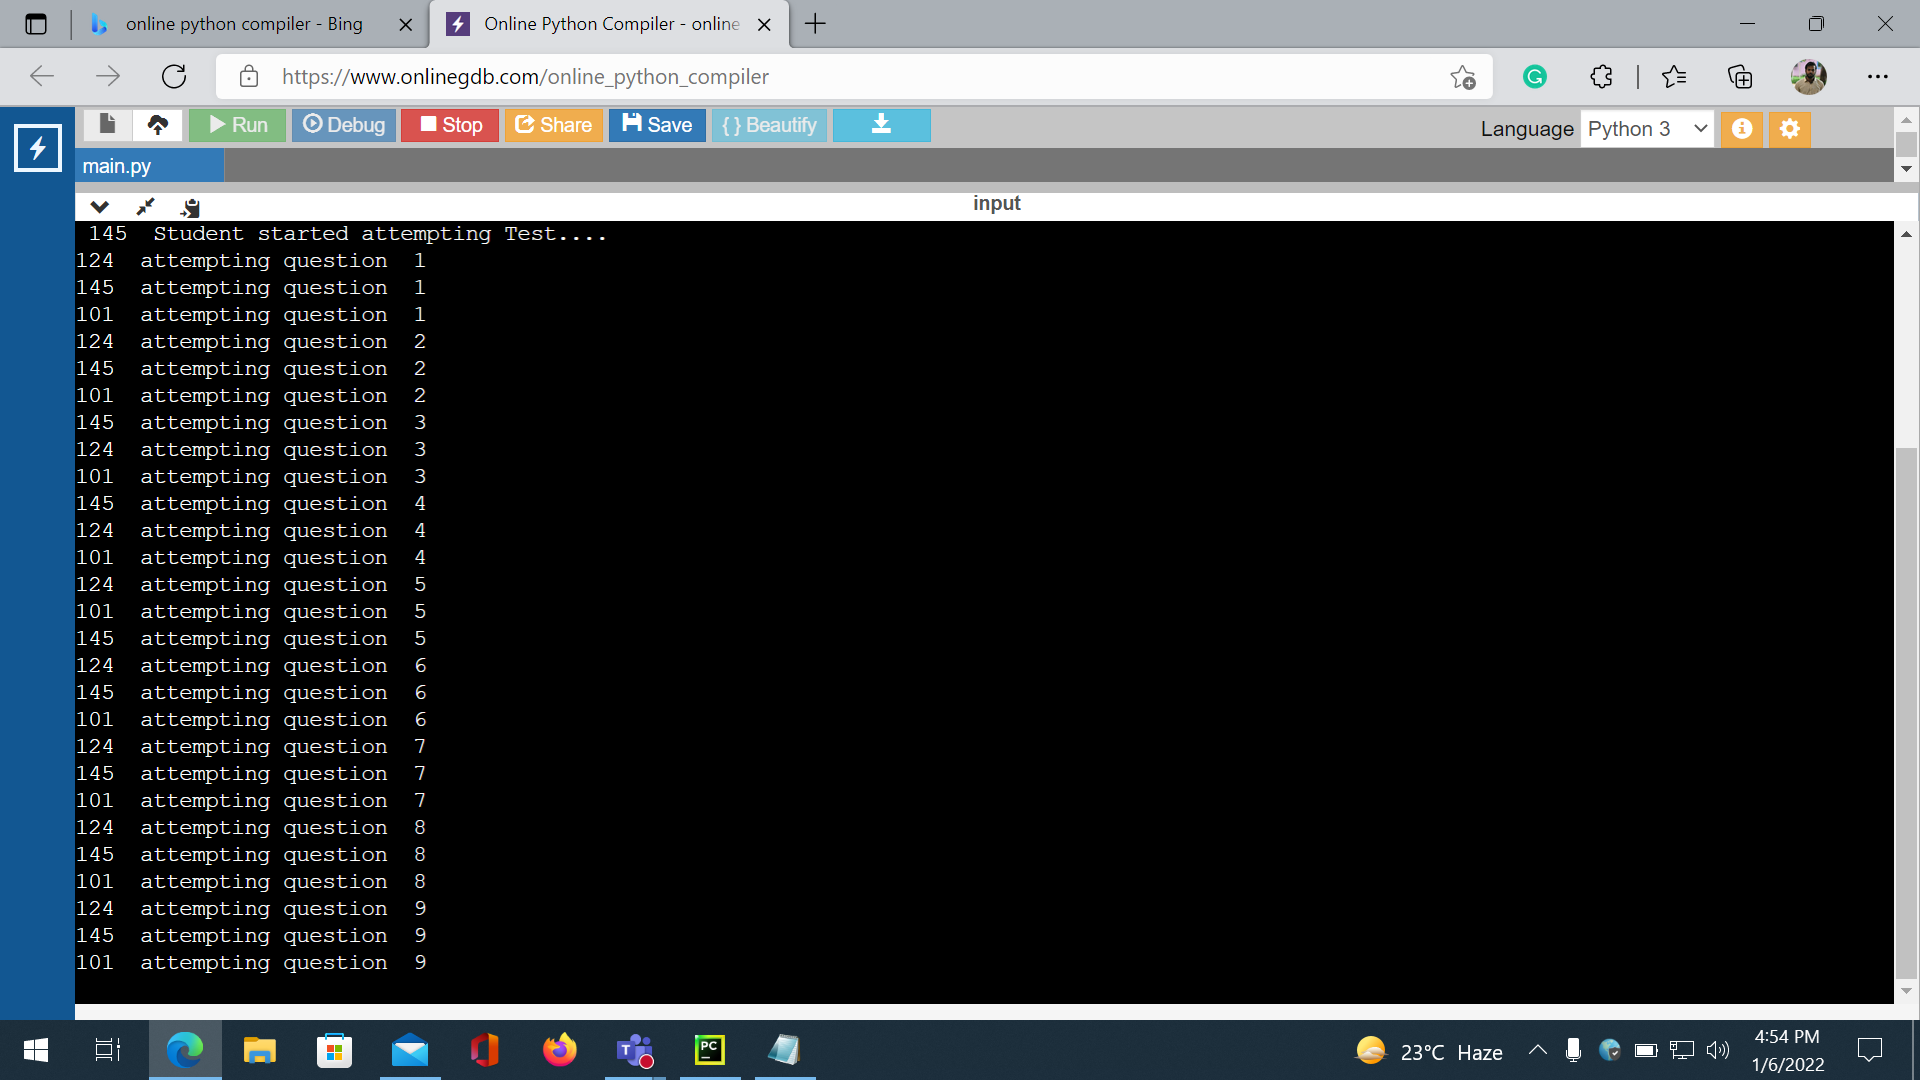 online python compiler - Bing
Online Python Compiler - online
https://www.onlinegdb.com/online_python_compiler
Run
Debug
Stop
Share
Save
{ } Beautify
Language
Python 3
main.py
input
145  Student started attempting Test....
124  attempting question  1
145  attempting question  1
101  attempting question  1
124  attempting question  2
145  attempting question  2
101  attempting question  2
145  attempting question  3
124  attempting question  3
101  attempting question  3
145  attempting question  4
124  attempting question  4
101  attempting question  4
124  attempting question  5
101  attempting question  5
145  attempting question  5
124  attempting question  6
145  attempting question  6
101  attempting question  6
124  attempting question  7
145  attempting question  7
101  attempting question  7
124  attempting question  8
145  attempting question  8
101  attempting question  8
124  attempting question  9
145  attempting question  9
101  attempting question  9
PC
23°C Haze
4:54 PM
1/6/2022